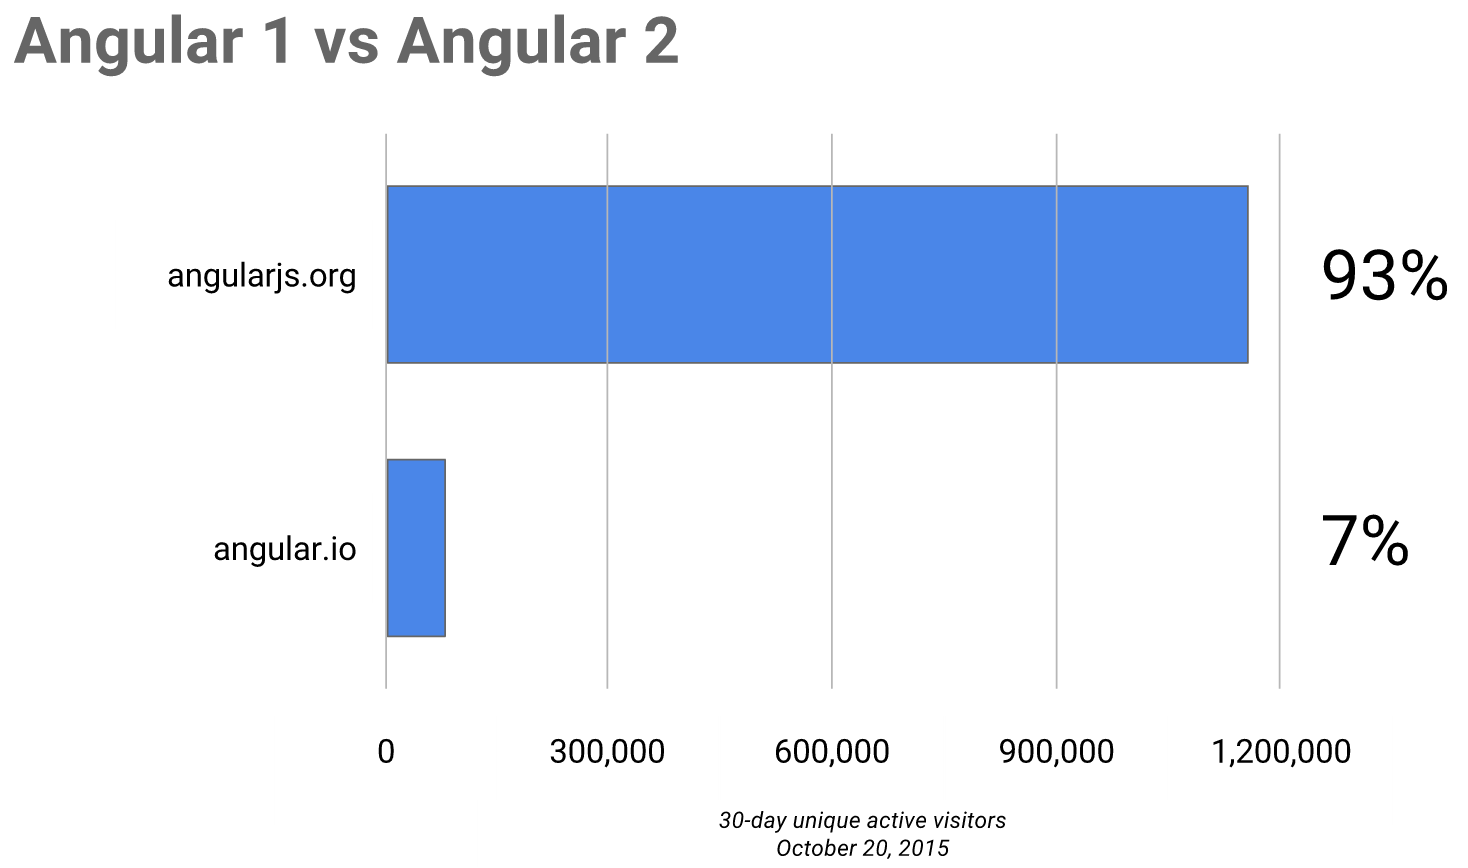 Angular 1 vs Angular 2
angularjs.org
93%
angular.io
7%
0 300,000 600,000 900,000 1,200,000
30-day unique active visitors
October 20, 2015